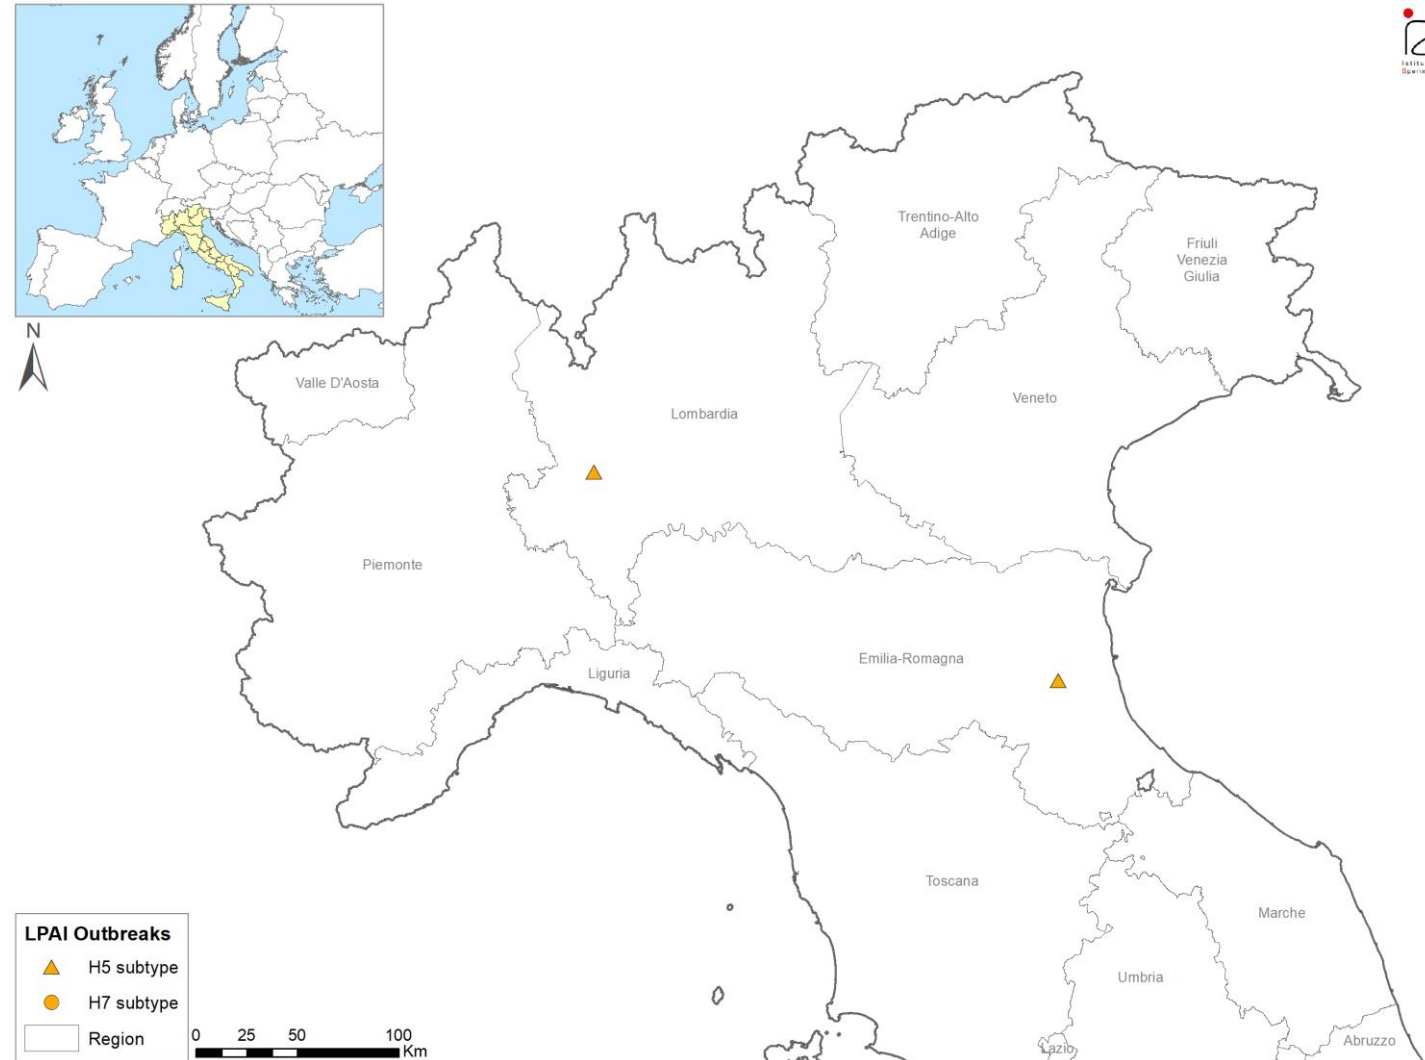 Trentino-Alto
Adige
Friuli
Venezia
Giulia
N
Valle D'Aosta
Veneto
Lombardia
Piemonte
Emilia-Romagna
Liguria
Toscana
Marche
Umbria
Lazio
Abruzzo
LPAI Outbreaks
H5 subtype
H7 subtype
Region
0 25 50 100
Km